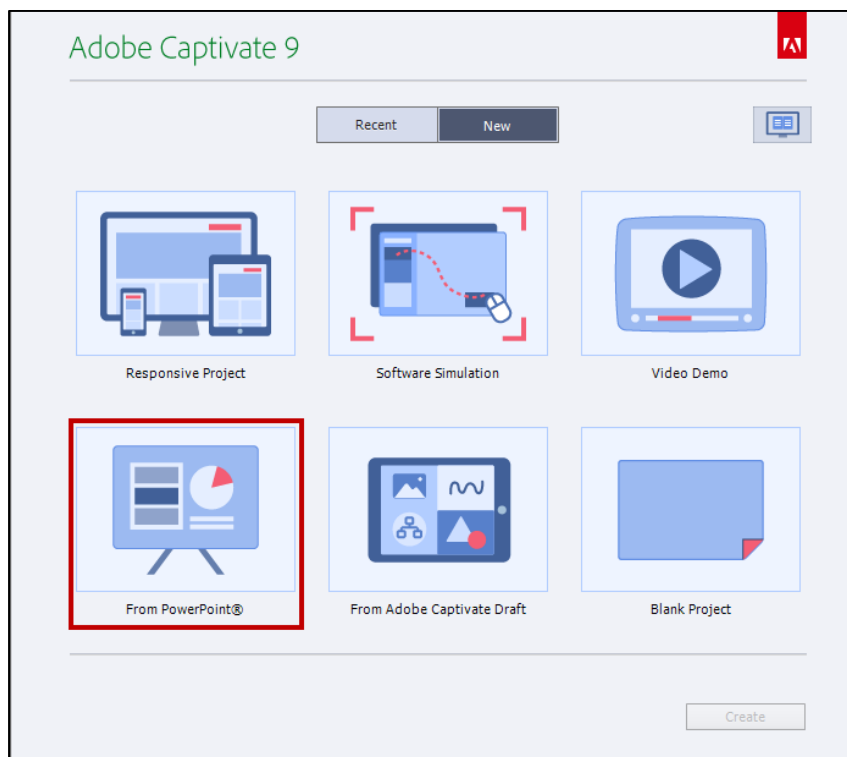 Adobe Captivate 9
Recent
New
Responsive Project
Software Simulation
Video Demo
From PowerPoint®
From Adobe Captivate Draft
Blank Project
Create